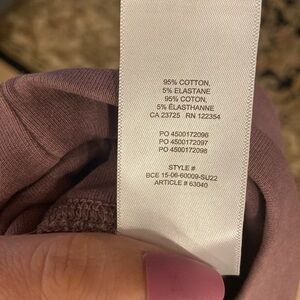 95% COTTON,
5% ELASTANE
95% COTON,
5% ÉLASTHANNE
CA 23725 RN 122354
PO 4500172096
PO 4500172097
PO 4500172098
STYLE #
BCE 15-06-60009-SU22
ARTICLE # 63040